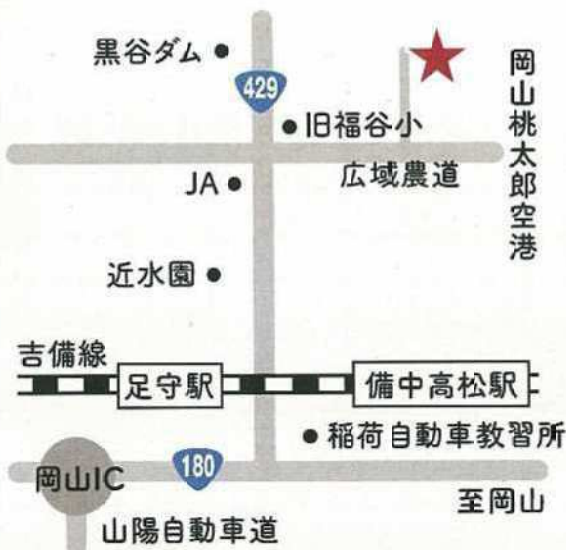 黒谷ダム
429
岡山桃太郎空港
旧福谷小
JA
広域農道
近水園
吉備線
足守駅
備中高松駅
稲荷自動車教習所
岡山IC
180
至岡山
山陽自動車道